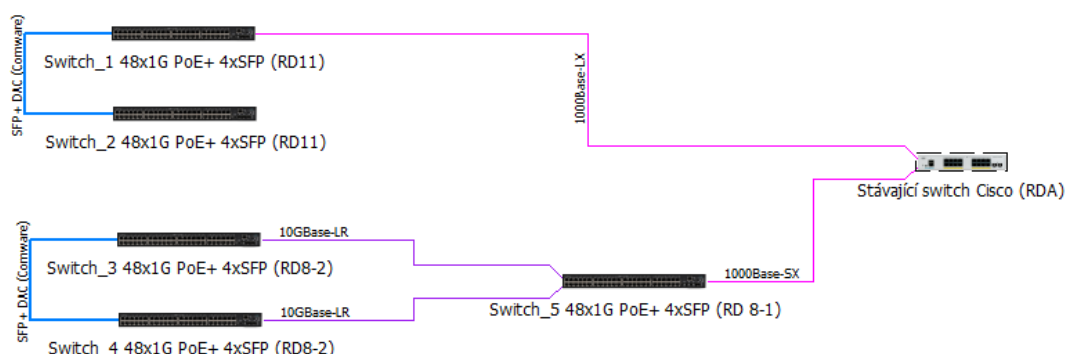 SFP + DAC (Comware)
Switch_1 48x1G PoE+ 4xSFP (RD11)
1000Base-LX
Switch_2 48x1G PoE+ 4xSFP (RD11)
Stávající switch Cisco (RDA)
SFP + DAC (Comware)
10GBase-LR
Switch_3 48x1G PoE+ 4xSFP (RD8-2)
1000Base-SX
Switch_5 48x1G PoE+ 4xSFP (RD 8-1)
10GBase-LR
Switch_4 48x1G PoE+ 4xSFP (RD8-2)